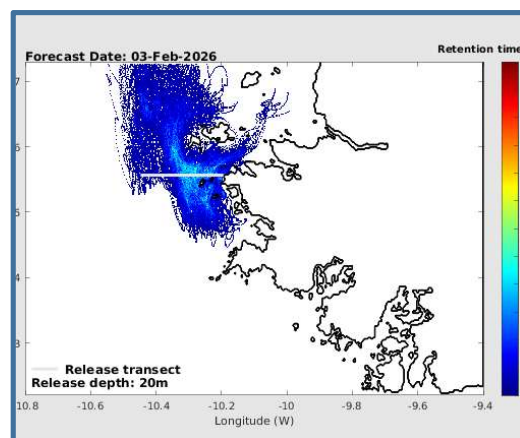 Forecast Date: 03-Feb-2026
Retention time
7
6
5
4
3
Release transect
Release depth: 20m
10.8 -10.6 -10.4 -10.2 -10 -9.8 -9.6 -9.4
Longitude (W)